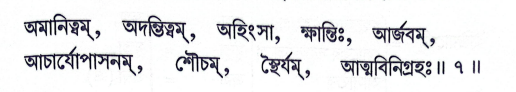 অমানিত্বম্, অদম্ভিত্বম্, অহিংসা, ক্ষান্তিঃ, আর্জবম্,
আচার্যোপাসনম্, শৌচম্, স্থৈর্যম্, আত্মবিনিগ্রহঃ॥ ৭ ॥